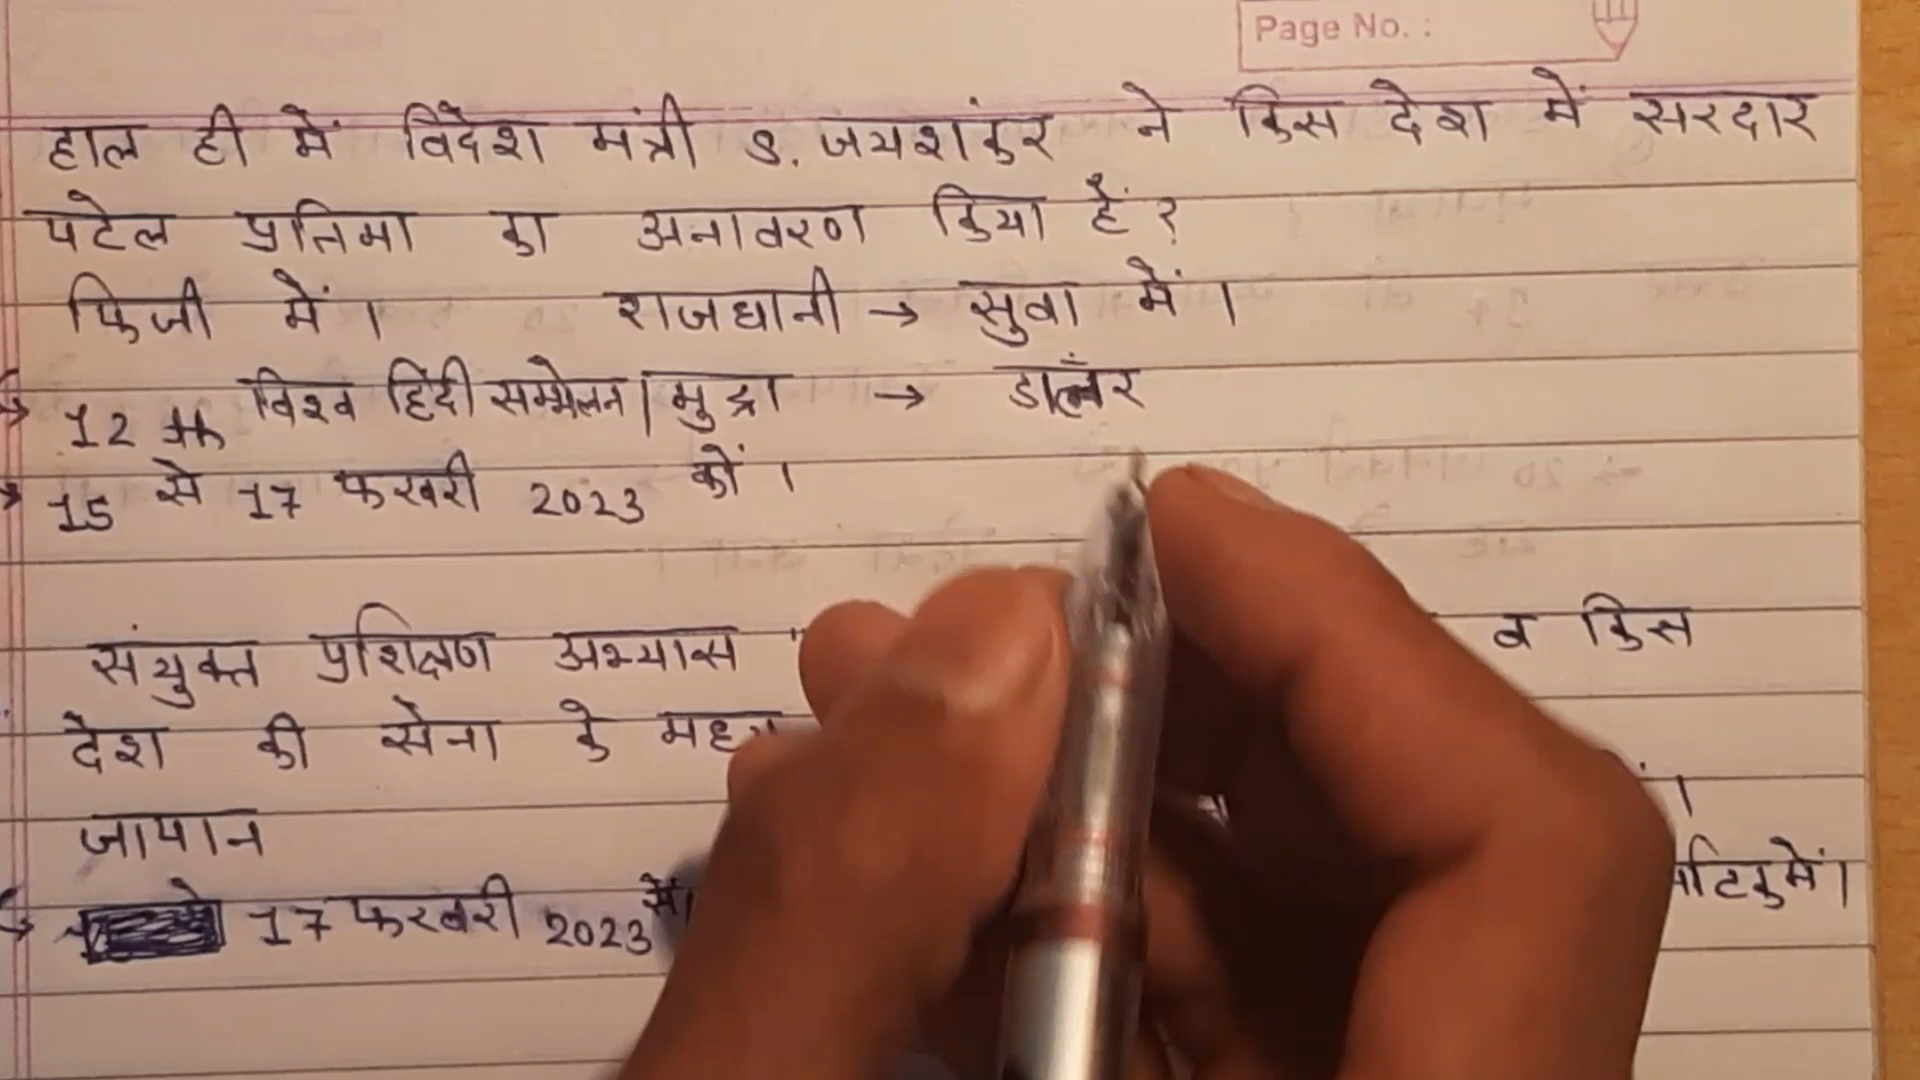 Page No. :
हाल ही में विदेश मंत्री S. जयशंकर ने किस देश में सरदार
पटेल प्रतिमा का अनावरण किया हैं ?
फिजी में । राजधानी → सुवा में ।
→ 12 th विश्व हिंदी सम्मेलन | मुद्रा → डालॅर
→ 15 से 17 फरवरी 2023 कों ।
संयुक्त प्रशिक्षण अभ्यास " व किस
देश की सेना के मध्य
जापान
→ 17 फरवरी 2023 में।